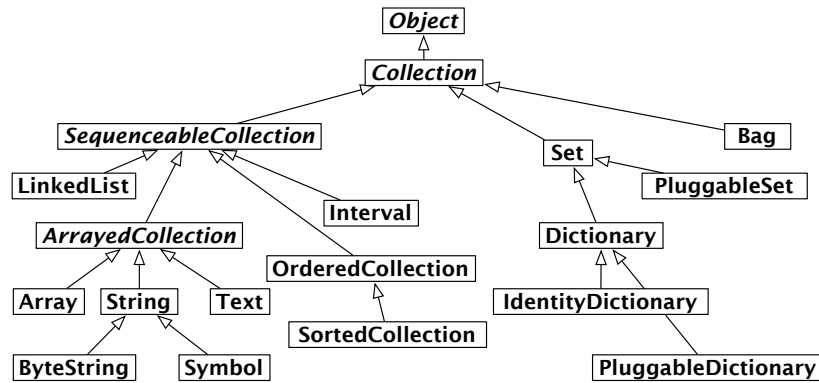 Object
Collection
SequenceableCollection
Bag
Set
LinkedList
PluggableSet
Interval
ArrayedCollection
Dictionary
OrderedCollection
Array
String
Text
IdentityDictionary
SortedCollection
ByteString
Symbol
PluggableDictionary